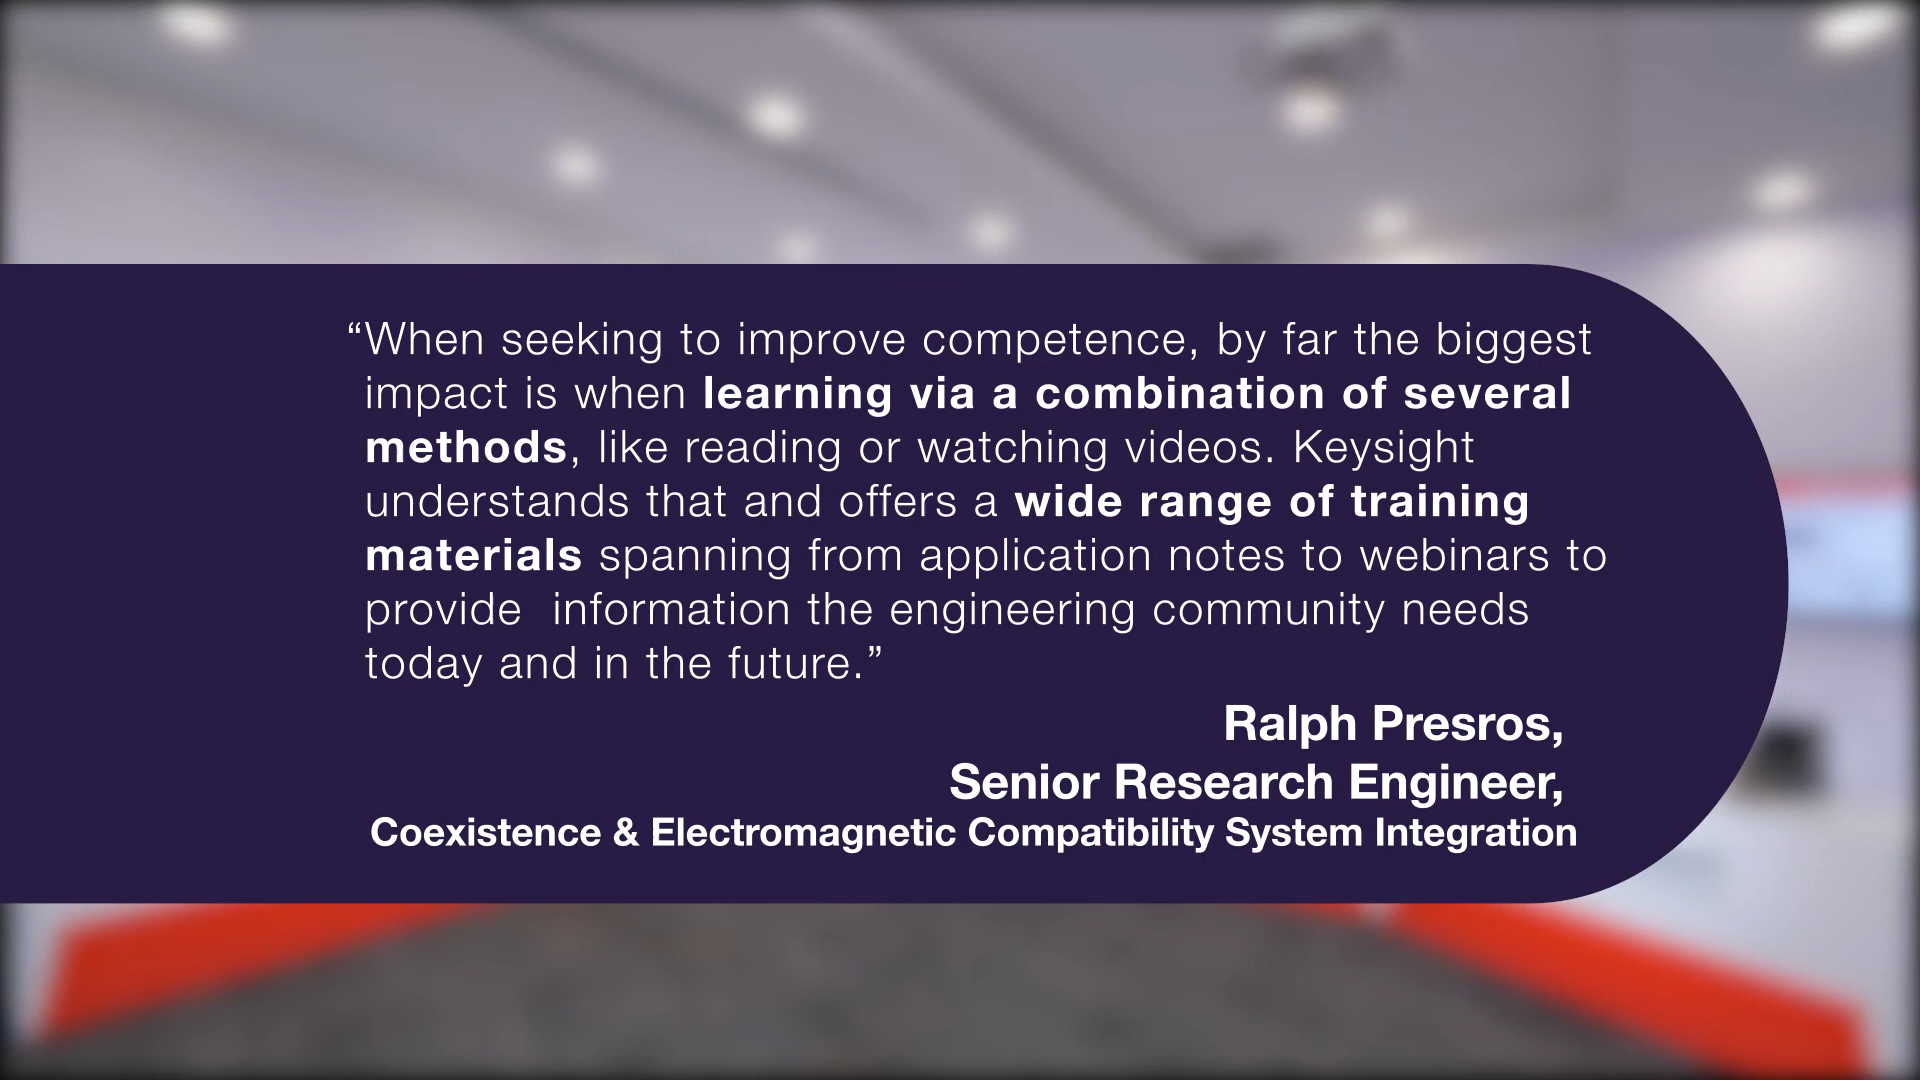 “When seeking to improve competence, by far the biggest
impact is when learning via a combination of several
methods, like reading or watching videos. Keysight
understands that and offers a wide range of training
materials spanning from application notes to webinars to
provide  information the engineering community needs
today and in the future.”
Ralph Presros,
Senior Research Engineer,
Coexistence & Electromagnetic Compatibility System Integration